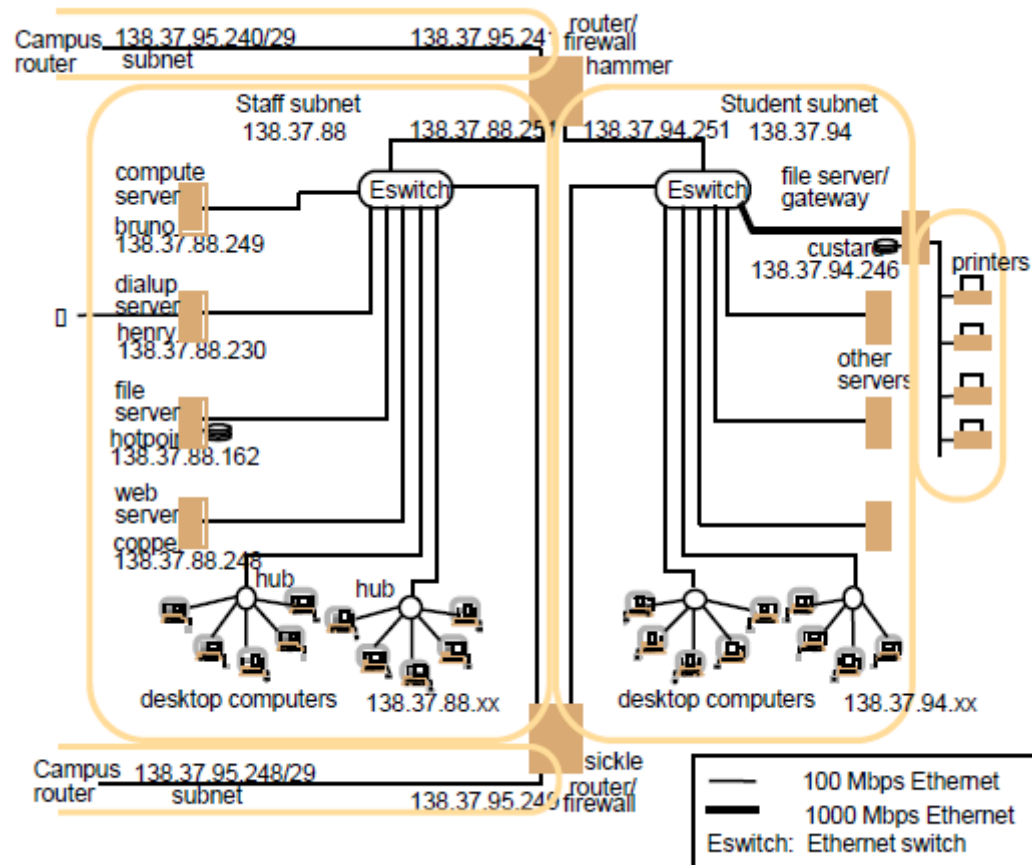 Campus
router
138.37.95.240/29
subnet
138.37.95.241
router/
firewall
hammer
Staff subnet
138.37.88
138.37.88.251
Student subnet
138.37.94
138.37.94.251
compute
server
bruno
138.37.88.249
Eswitch
Eswitch
file server/
gateway
custard
138.37.94.246
printers
dialup
server
henry
138.37.88.230
other
servers
file
server
hotpoin
138.37.88.162
web
server
coppe
138.37.88.248
hub
hub
desktop computers
138.37.88.xx
desktop computers
138.37.94.xx
Campus
router
138.37.95.248/29
subnet
138.37.95.249
sickle
router/
firewall
100 Mbps Ethernet
1000 Mbps Ethernet
Eswitch: Ethernet switch